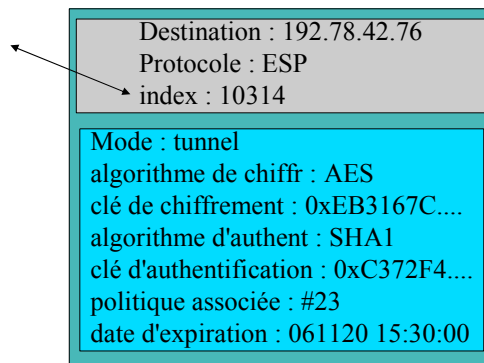 Destination : 192.78.42.76
Protocole : ESP
index : 10314
Mode : tunnel
algorithme de chiffr : AES
clé de chiffrement : 0xEB3167C....
algorithme d'authent : SHA1
clé d'authentification : 0xC372F4....
politique associée : #23
date d'expiration : 061120 15:30:00